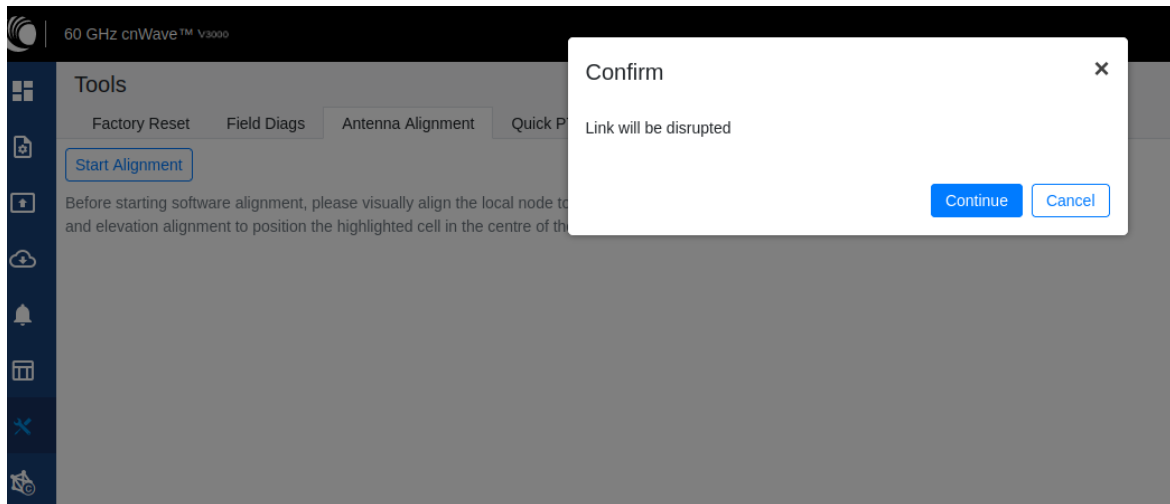 60 GHz cnWave™ V3000
Tools
Factory Reset
Field Diags
Antenna Alignment
Quick
Start Alignment
Before starting software alignment, please visually align the local node
and elevation alignment to position the highlighted cell in the centre of
Confirm
×
Link will be disrupted
Continue
Cancel